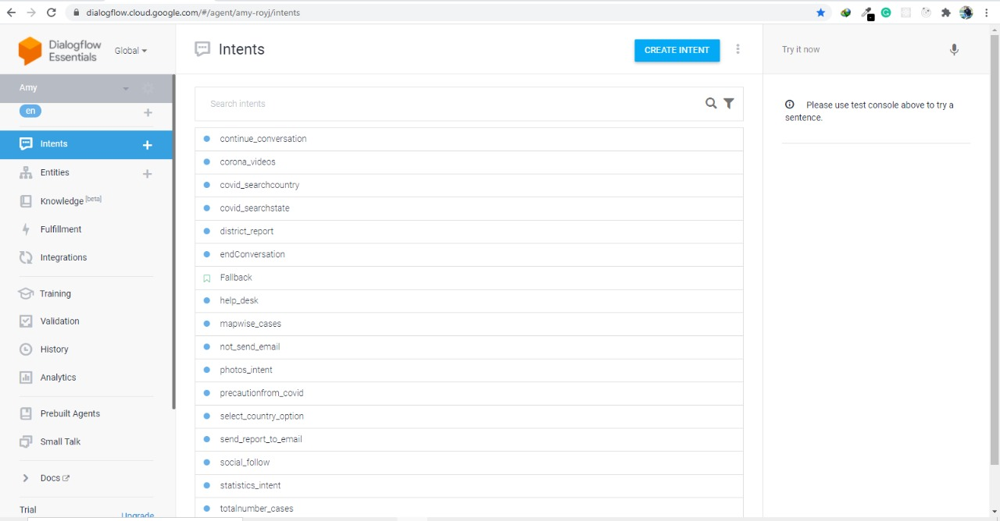 dialogflow.cloud.google.com/#/agent/amy-royj/intents
Dialogflow
Essentials
Global
Amy
en
Intents
Entities
Knowledge [beta]
Fulfillment
Integrations
Training
Validation
History
Analytics
Prebuilt Agents
Small Talk
Docs
Trial
Upgrade
Intents
CREATE INTENT
Search intents
continue_conversation
corona_videos
covid_searchcountry
covid_searchstate
district_report
endConversation
Fallback
help_desk
mapwise_cases
not_send_email
photos_intent
precautionfrom_covid
select_country_option
send_report_to_email
social_follow
statistics_intent
totalnumber_cases
Try it now
Please use test console above to try a
sentence.